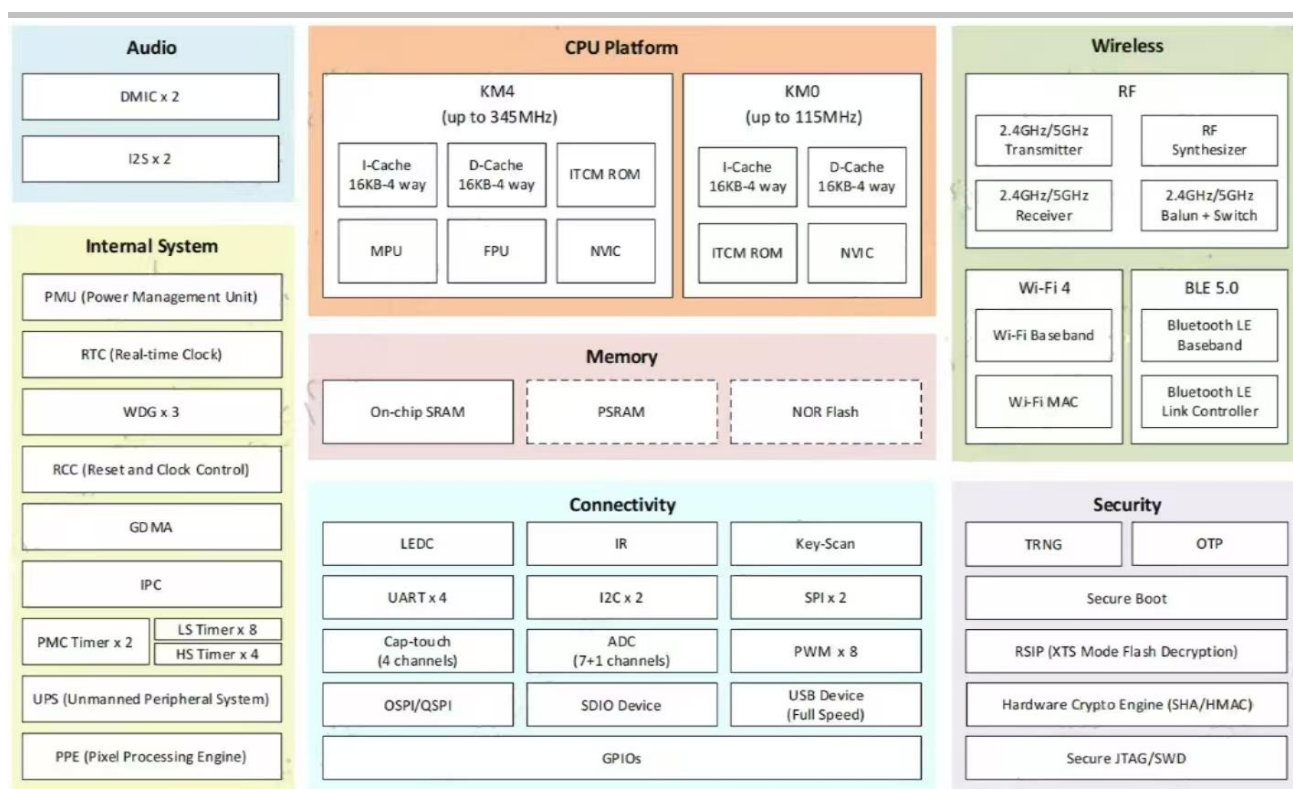 Audio
DMIC x 2
I2S x 2
Internal System
PMU (Power Management Unit)
RTC (Real-time Clock)
WDG x 3
RCC (Reset and Clock Control)
GDMA
IPC
PMC Timer x 2
LS Timer x 8
HS Timer x 4
UPS (Unmanned Peripheral System)
PPE (Pixel Processing Engine)
CPU Platform
KM4
(up to 345MHz)
I-Cache
16KB-4 way
D-Cache
16KB-4 way
ITCM ROM
MPU
FPU
NVIC
KM0
(up to 115MHz)
I-Cache
16KB-4 way
D-Cache
16KB-4 way
ITCM ROM
NVIC
Memory
On-chip SRAM
PSRAM
NOR Flash
Connectivity
LEDC
IR
Key-Scan
UART x 4
I2C x 2
SPI x 2
Cap-touch
(4 channels)
ADC
(7+1 channels)
PWM x 8
OSPI/QSPI
SDIO Device
USB Device
(Full Speed)
GPIOs
Wireless
RF
2.4GHz/5GHz
Transmitter
RF
Synthesizer
2.4GHz/5GHz
Receiver
2.4GHz/5GHz
Balun + Switch
Wi-Fi 4
Wi-Fi Baseband
Wi-Fi MAC
BLE 5.0
Bluetooth LE
Baseband
Bluetooth LE
Link Controller
Security
TRNG
OTP
Secure Boot
RSIP (XTS Mode Flash Decryption)
Hardware Crypto Engine (SHA/HMAC)
Secure JTAG/SWD